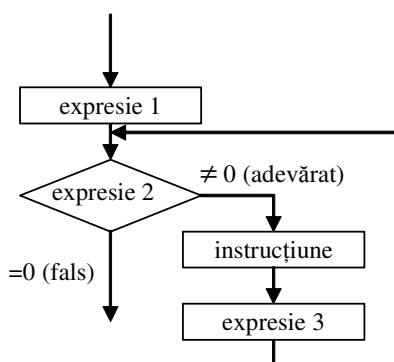 expresie 1
expresie 2
≠ 0 (adevărat)
instrucțiune
=0 (fals)
expresie 3